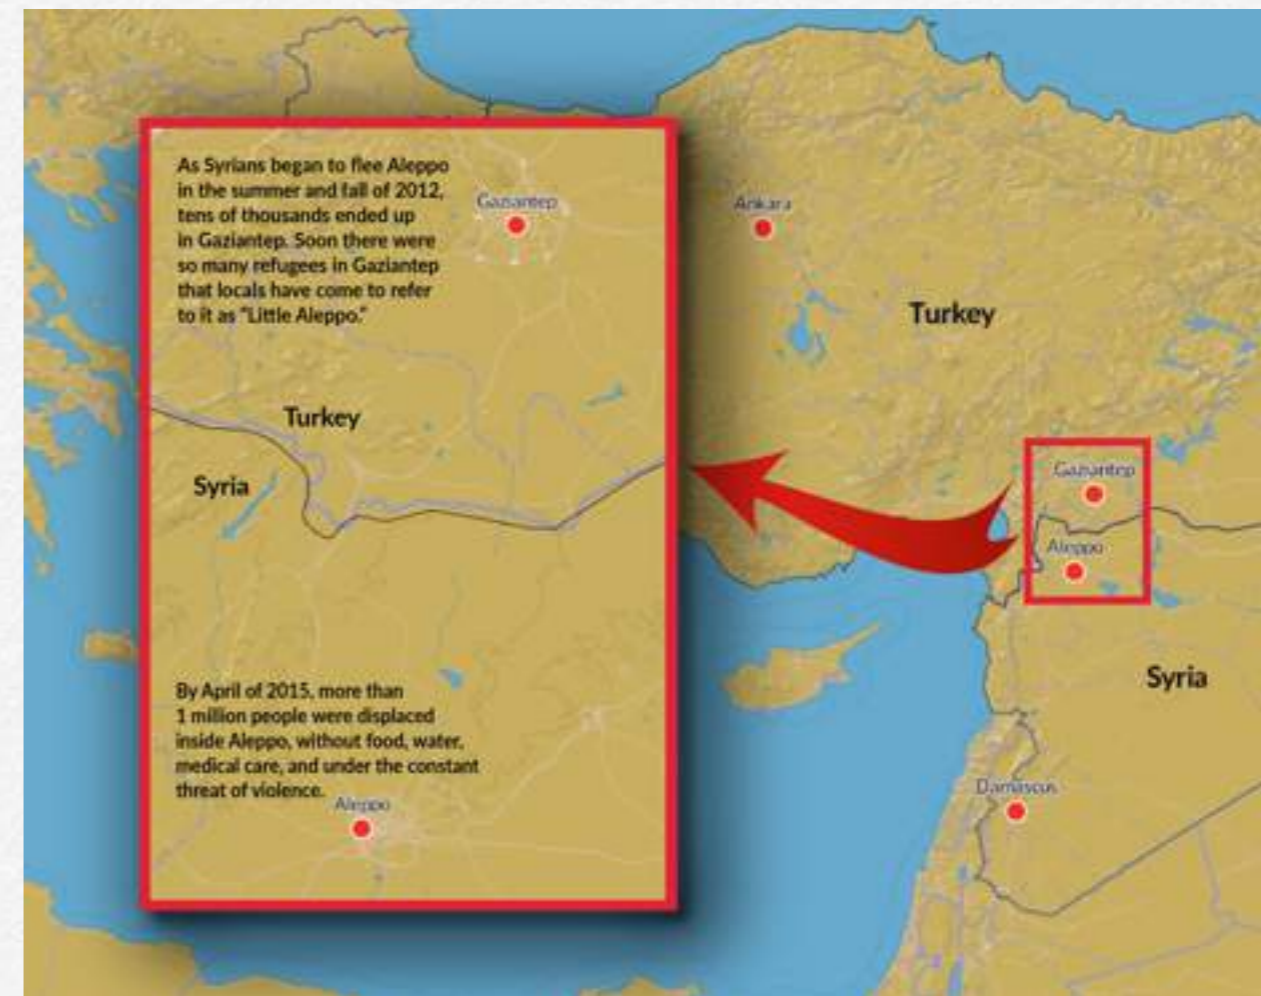 As Syrians began to flee Aleppo
in the summer and fall of 2012,
tens of thousands ended up
in Gaziantep. Soon there were
so many refugees in Gaziantep
that locals have come to refer
to it as "Little Aleppo."
Gaziantep
Turkey
Syria
By April of 2015, more than
1 million people were displaced
inside Aleppo, without food, water,
medical care, and under the constant
threat of violence.
Aleppo
Ankara
Turkey
Gaziantep
Aleppo
Syria
Damascus